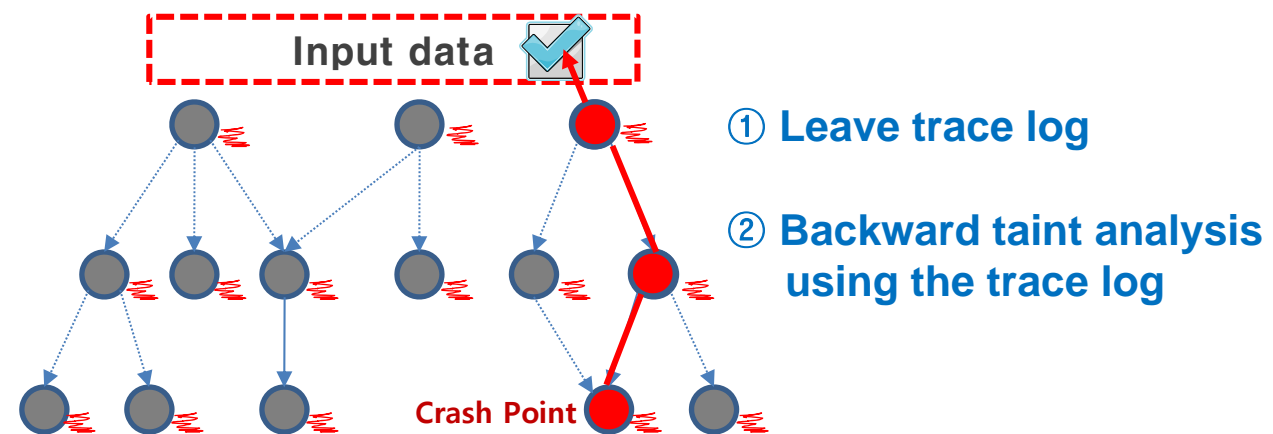 Input data
① Leave trace log
② Backward taint analysis
using the trace log
Crash Point